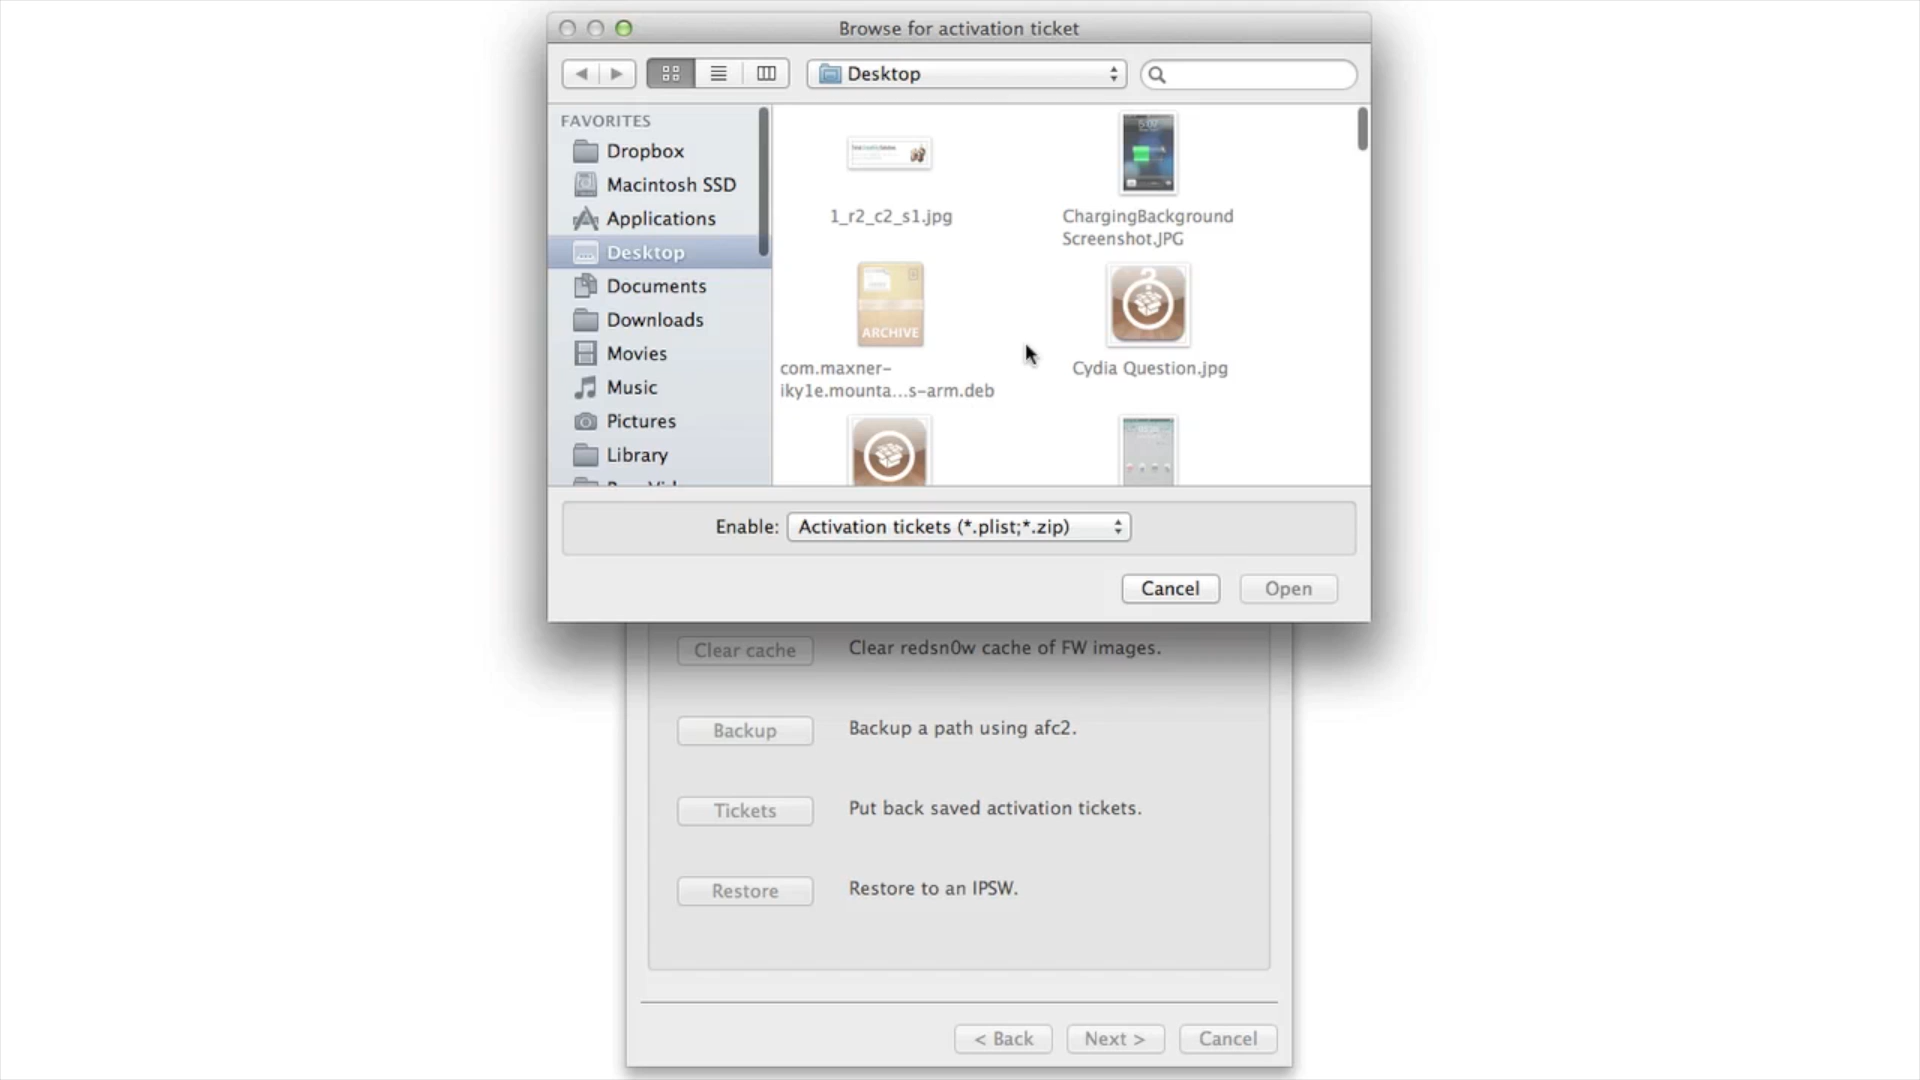 Browse for activation ticket
Desktop
FAVORITES
Dropbox
Macintosh SSD
Applications
Desktop
Documents
Downloads
Movies
Music
Pictures
Library
1_r2_c2_s1.jpg
ChargingBackground
Screenshot.JPG
ARCHIVE
com.maxner-
iky1e.mounta...s-arm.deb
Cydia Question.jpg
Enable:
Activation tickets (*.plist;*.zip)
Cancel
Open
Clear cache
Clear redsn0w cache of FW images.
Backup
Backup a path using afc2.
Tickets
Put back saved activation tickets.
Restore
Restore to an IPSW.
< Back
Next >
Cancel